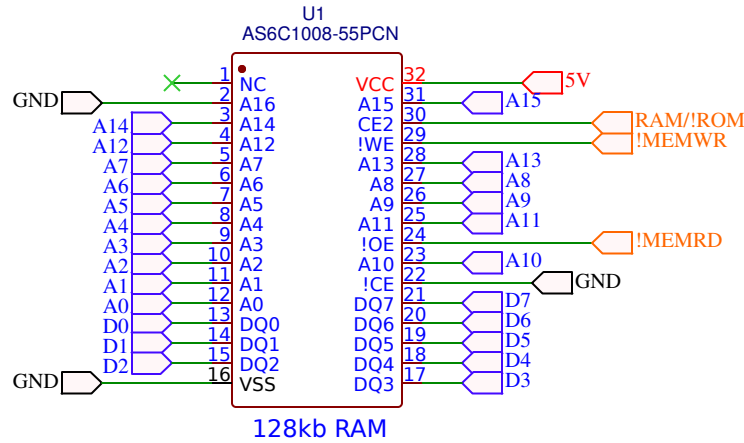 U1
AS6C1008-55PCN
1 NC VCC 32 5V
GND 2 A16 A15 31 A15
A14 3 A14 CE2 30 RAM/!ROM
A12 4 A12 !WE 29 !MEMWR
A7 5 A7 A13 28 A13
A6 6 A6 A8 27 A8
A5 7 A5 A9 26 A9
A4 8 A4 A11 25 A11
A3 9 A3 !OE 24 !MEMRD
A2 10 A2 A10 23 A10
A1 11 A1 !CE 22 GND
A0 12 A0 DQ7 21 D7
D0 13 DQ0 DQ6 20 D6
D1 14 DQ1 DQ5 19 D5
D2 15 DQ2 DQ4 18 D4
GND 16 VSS DQ3 17 D3
128kb RAM